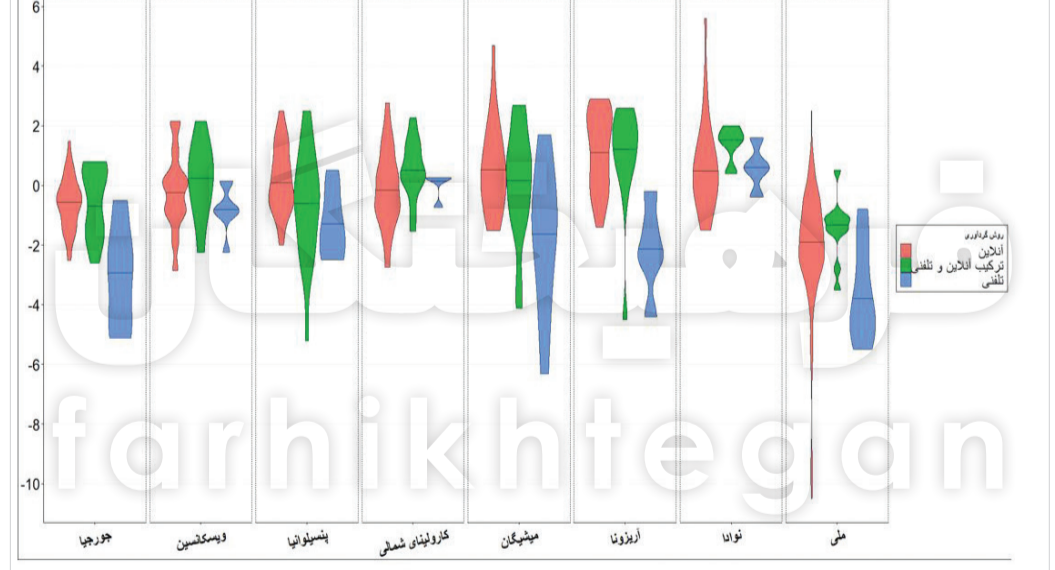 6
4
2
0
-2
-4
-6
-8
-10
جورجیا
ویسکانسین
پنسیلوانیا
کارولینای شمالی
میشیگان
آریزونا
نوادا
ملی
روش گردآوری
آنلاین
ترکیب آنلاین و تلفنی
تلفنی
فرهیختگان
farhikhtegan